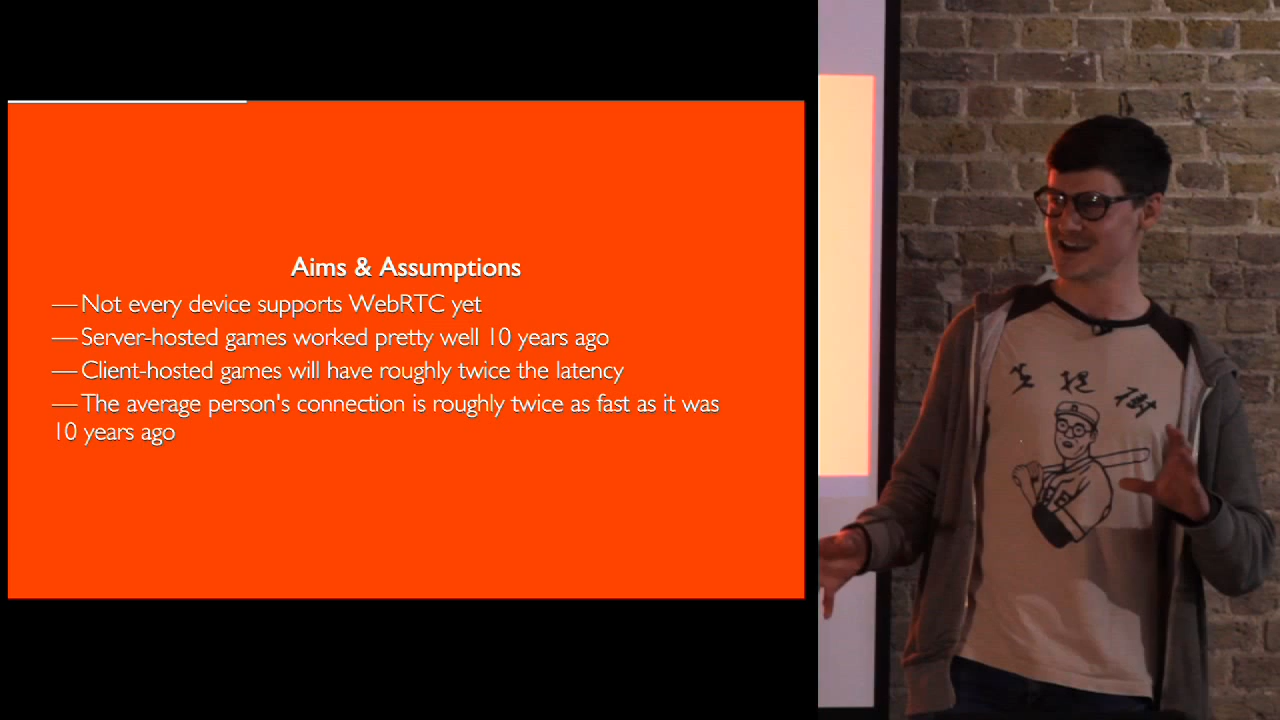 Aims & Assumptions
— Not every device supports WebRTC yet
— Server-hosted games worked pretty well 10 years ago
— Client-hosted games will have roughly twice the latency
— The average person's connection is roughly twice as fast as it was
10 years ago